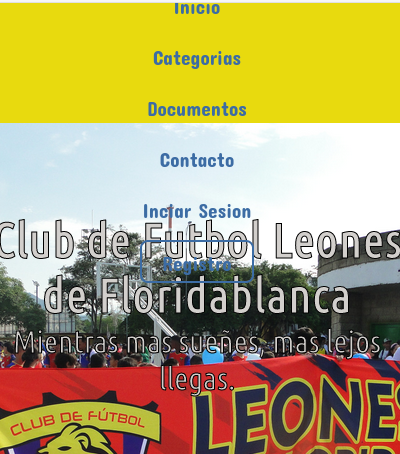 Inicio
Categorias
Documentos
Contacto
Inciar Sesion
Registro
Club de Futbol Leones
de Floridablanca
Mientras mas sueñes, mas lejos
llegas.
LEONES
CLUB DE FÚTBOL